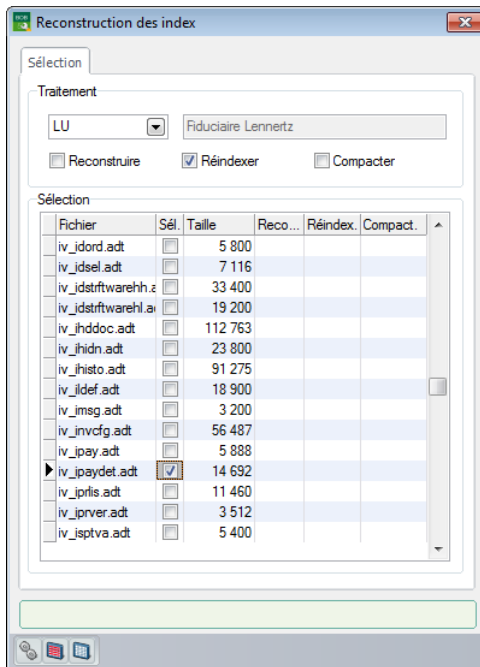 Reconstruction des index
Sélection
Traitement
LU Fiduciaire Lennertz
Reconstruire Réindexer Compacter
Sélection
Fichier Sél. Taille Reco... Réindex. Compact.
iv_idord.adt 5 800
iv_idsel.adt 7 116
iv_idstrftwarehh.a 33 400
iv_idstrftwarehl.a 19 200
iv_ihddoc.adt 112 763
iv_ihidn.adt 23 800
iv_ihisto.adt 91 275
iv_ildef.adt 18 900
iv_imsg.adt 3 200
iv_invcfg.adt 56 487
iv_ipay.adt 5 888
iv_ipaydet.adt 14 692
iv_iprlis.adt 11 460
iv_iprver.adt 3 512
iv_isptva.adt 5 400